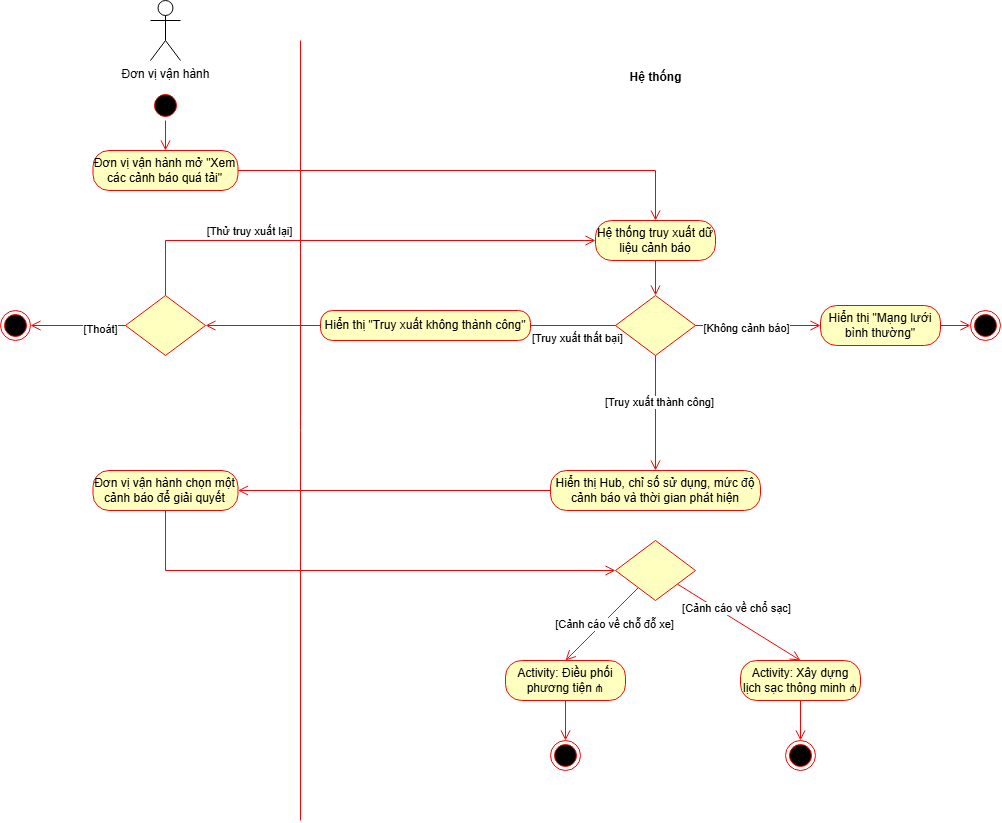 Đơn vị vận hành
Hệ thống
Đơn vị vận hành mở "Xem
các cảnh báo quá tải"
[Thử truy xuất lại]
Hệ thống truy xuất dữ
liệu cảnh báo
[Thoát]
Hiển thị "Truy xuất không thành công"
[Truy xuất thất bại]
[Không cảnh báo]
Hiển thị "Mạng lưới
bình thường"
[Truy xuất thành công]
Đơn vị vận hành chọn một
cảnh báo để giải quyết
Hiển thị Hub, chỉ số sử dụng, mức độ
cảnh báo và thời gian phát hiện
[Cảnh cáo về chổ sạc]
[Cảnh cáo về chỗ đỗ xe]
Activity: Điều phối
phương tiện ⋔
Activity: Xây dựng
lịch sạc thông minh ⋔